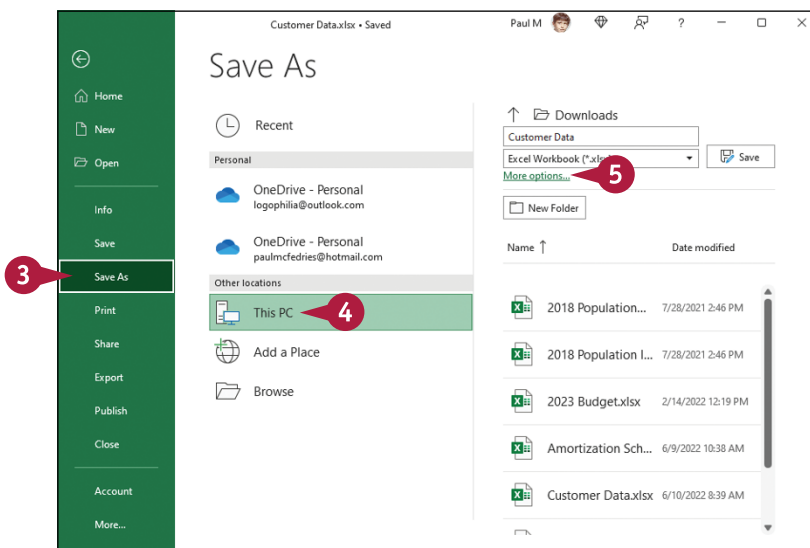 Customer Data.xlsx • Saved
Paul M
?
Save As
Home
New
Open
Info
Save
3
Save As
Print
Share
Export
Publish
Close
Account
More...
Recent
Personal
OneDrive - Personal
logophilia@outlook.com
OneDrive - Personal
paulmcfedries@hotmail.com
Other locations
This PC
4
Add a Place
Browse
↑ Downloads
Customer Data
Excel Workbook (*.xls
Save
More options...
5
New Folder
Name ↑ Date modified
2018 Population... 7/28/2021 2:46 PM
2018 Population I... 7/28/2021 2:46 PM
2023 Budget.xlsx 2/14/2022 12:19 PM
Amortization Sch... 6/9/2022 10:38 AM
Customer Data.xlsx 6/10/2022 8:39 AM